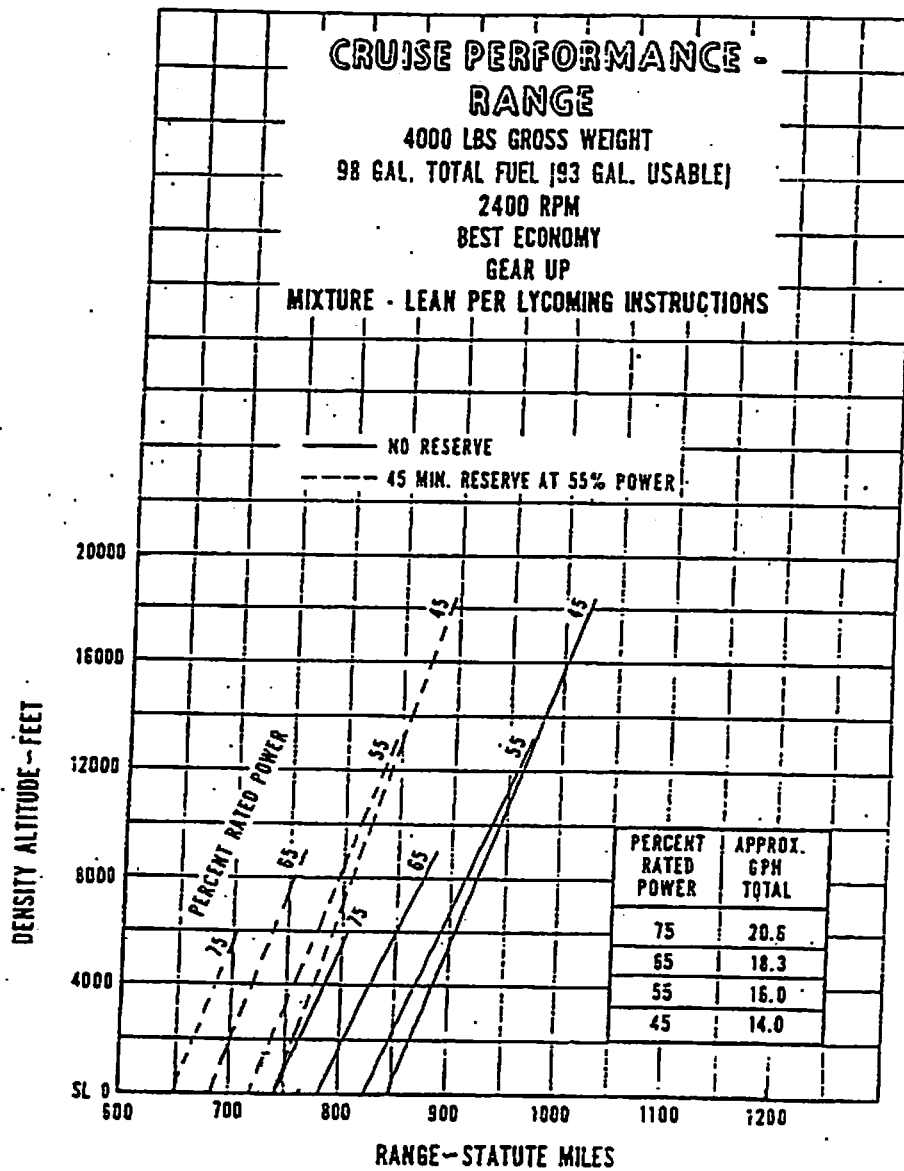 CRUISE PERFORMANCE -
RANGE
4000 LBS GROSS WEIGHT
98 GAL. TOTAL FUEL (93 GAL. USABLE)
2400 RPM
BEST ECONOMY
GEAR UP
MIXTURE - LEAN PER LYCOMING INSTRUCTIONS
NO RESERVE
45 MIN. RESERVE AT 55% POWER
20000
16000
12000
8000
4000
SL 0
DENSITY ALTITUDE~FEET
PERCENT RATED POWER
45
45
55
55
65
65
75
75
PERCENT RATED POWER
APPROX. GPH TOTAL
75 20.6
65 18.3
55 16.0
45 14.0
600 700 800 900 1000 1100 1200
RANGE~STATUTE MILES